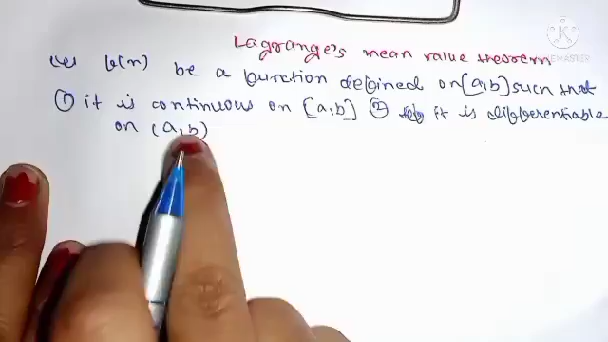 Lagrange's mean value theorem
Let f(x) be a function defined on [a,b] such that
① it is continuous on [a,b] ② it is differentiable
on (a,b)